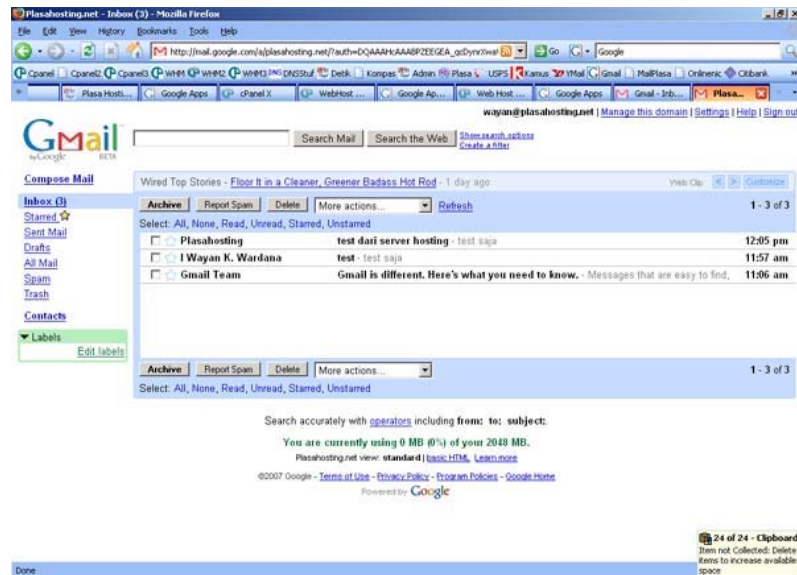 Plasahosting.net - Inbox (3) - Mozilla Firefox
File Edit View History Bookmarks Tools Help
http://mail.google.com/a/plasahosting.net/?auth=
Go
Google
Cpanel Cpanel2 Cpanel3 WHM WHM2 WHM3 DNSStuf Detik Kompas Admin Plasa USPS Kamus YMail Gmail MailPlasa Onlinenic Citibank
Plasa Hosti... Google Apps cPanel X WebHost ... Google Ap... Web Host ... Google Apps Gmail - Inb... Plasa...
wayan@plasahosting.net | Manage this domain | Settings | Help | Sign out
Gmail
by Google BETA
Search Mail Search the Web Show search options
Create a filter
Compose Mail
Inbox (3)
Starred
Sent Mail
Drafts
All Mail
Spam
Trash
Contacts
Labels
Edit labels
Wired Top Stories - Floor It in a Cleaner, Greener Badass Hot Rod - 1 day ago Web Clip < > Customize
Archive Report Spam Delete More actions... Refresh 1 - 3 of 3
Select: All, None, Read, Unread, Starred, Unstarred
Plasahosting test dari server hosting - test saja 12:05 pm
I Wayan K. Wardana test - test saja 11:57 am
Gmail Team Gmail is different. Here's what you need to know. - Messages that are easy to find, 11:06 am
Archive Report Spam Delete More actions... 1 - 3 of 3
Select: All, None, Read, Unread, Starred, Unstarred
Search accurately with operators including from: to: subject:.
You are currently using 0 MB (0%) of your 2048 MB.
Plasahosting.net view: standard | basic HTML Learn more
©2007 Google - Terms of Use - Privacy Policy - Program Policies - Google Home
Powered by Google
24 of 24 - Clipboard
Item not Collected: Delete
items to increase available
space
Done